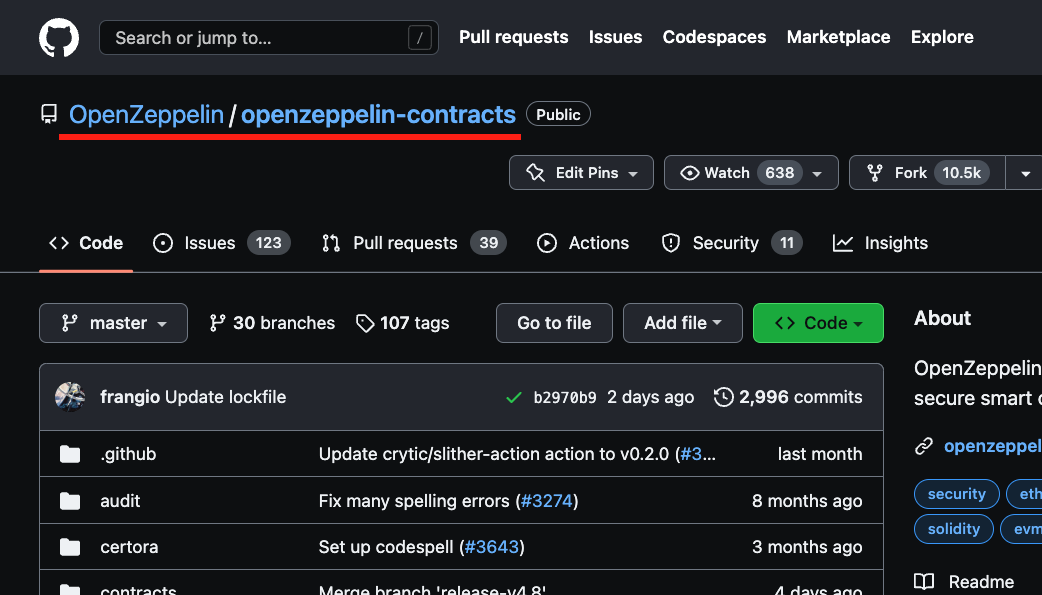 Search or jump to... / Pull requests Issues Codespaces Marketplace Explore
OpenZeppelin / openzeppelin-contracts Public
Edit Pins Watch 638 Fork 10.5k
Code Issues 123 Pull requests 39 Actions Security 11 Insights
master 30 branches 107 tags Go to file Add file Code
frangio Update lockfile b2970b9 2 days ago 2,996 commits
.github Update crytic/slither-action action to v0.2.0 (#3... last month
audit Fix many spelling errors (#3274) 8 months ago
certora Set up codespell (#3643) 3 months ago
contracts Merge branch 'release-v4.8' 4 days ago
About
OpenZeppelin
secure smart
openzeppel
security eth
solidity evm
Readme